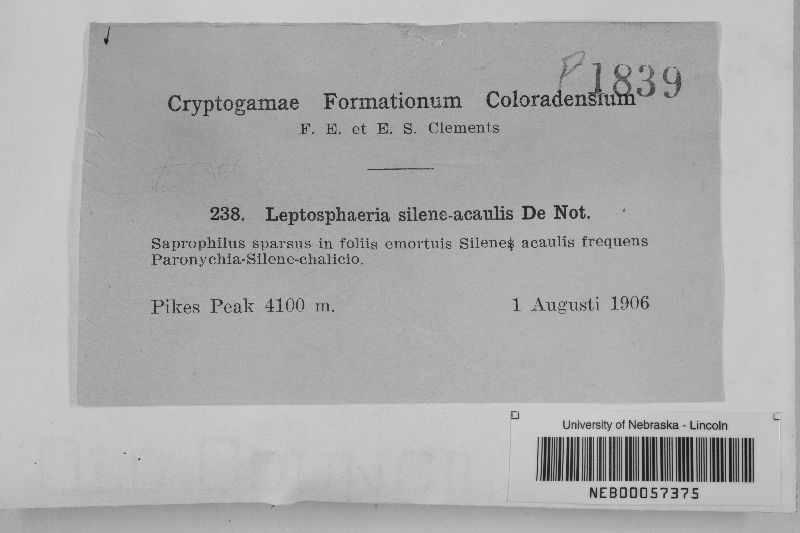 P 1839
Cryptogamae Formationum Coloradensium
F. E. et E. S. Clements
238. Leptosphaeria silene-acaulis De Not.
Saprophilus sparsus in foliis emortuis Silenes acaulis frequens
Paronychia-Silene-chalicio.
Pikes Peak 4100 m. 1 Augusti 1906
University of Nebraska - Lincoln
NEB00057375